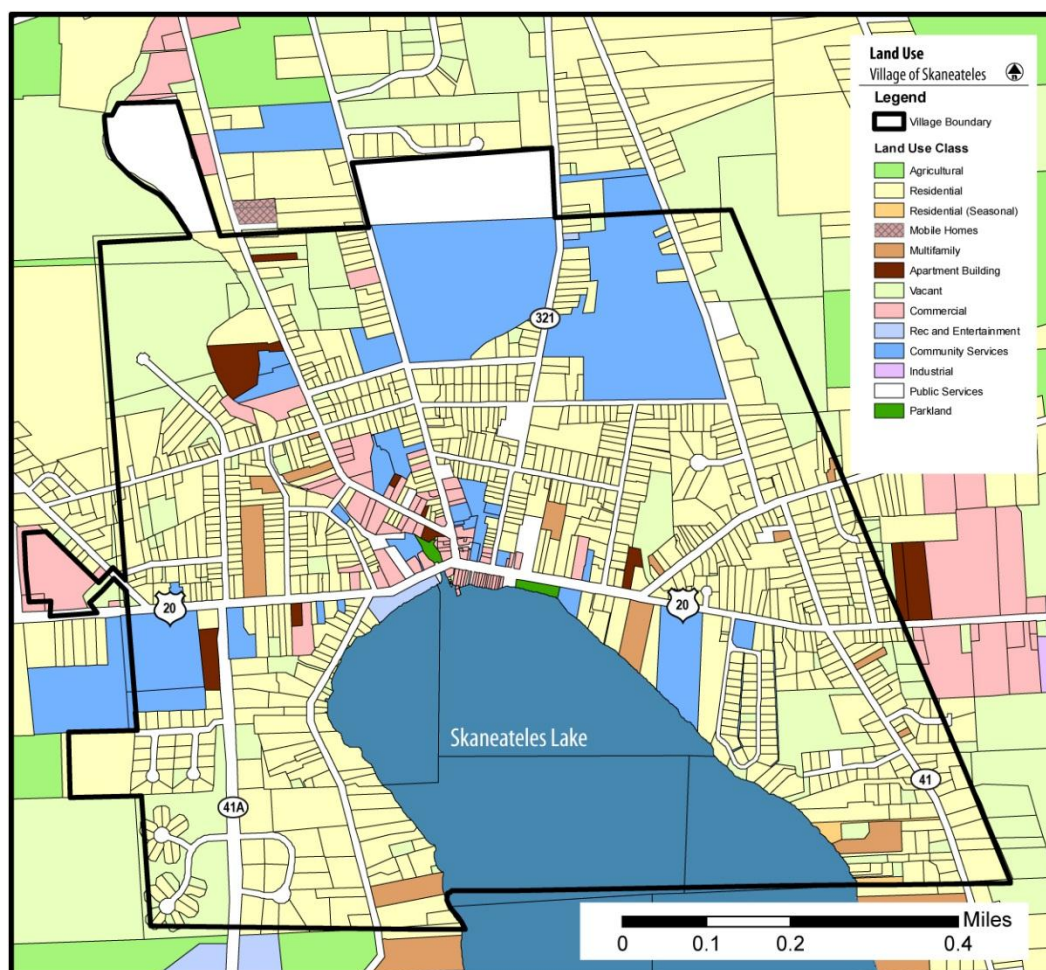 Land Use
Village of Skaneateles
Legend
Village Boundary
Land Use Class
Agricultural
Residential
Residential (Seasonal)
Mobile Homes
Multifamily
Apartment Building
Vacant
Commercial
Rec and Entertainment
Community Services
Industrial
Public Services
Parkland
321
20
20
Skaneateles Lake
41
41A
Miles
0 0.1 0.2 0.4